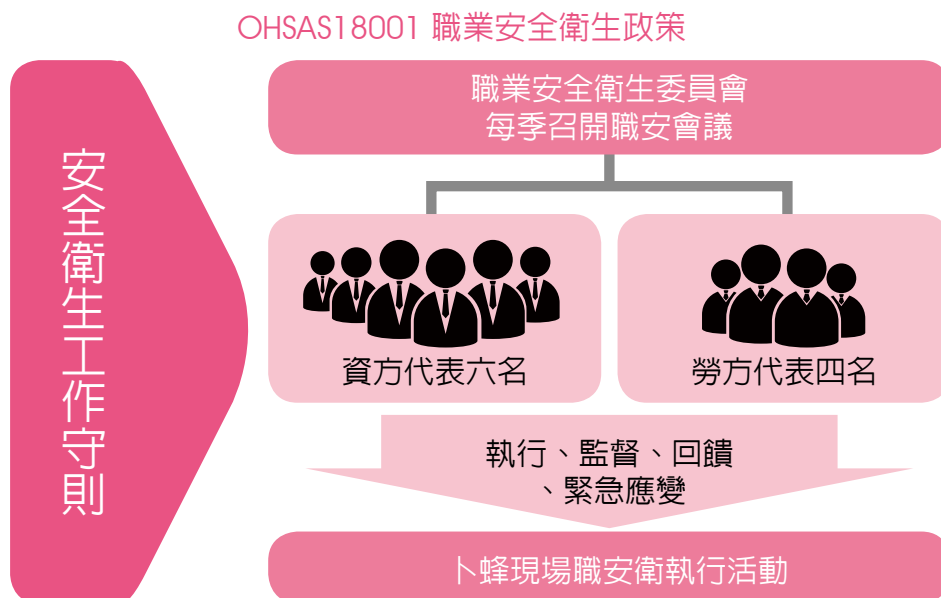 OHSAS18001 職業安全衛生政策
安全衛生工作守則
職業安全衛生委員會
每季召開職安會議
資方代表六名
勞方代表四名
執行、監督、回饋
、緊急應變
卜蜂現場職安衛執行活動